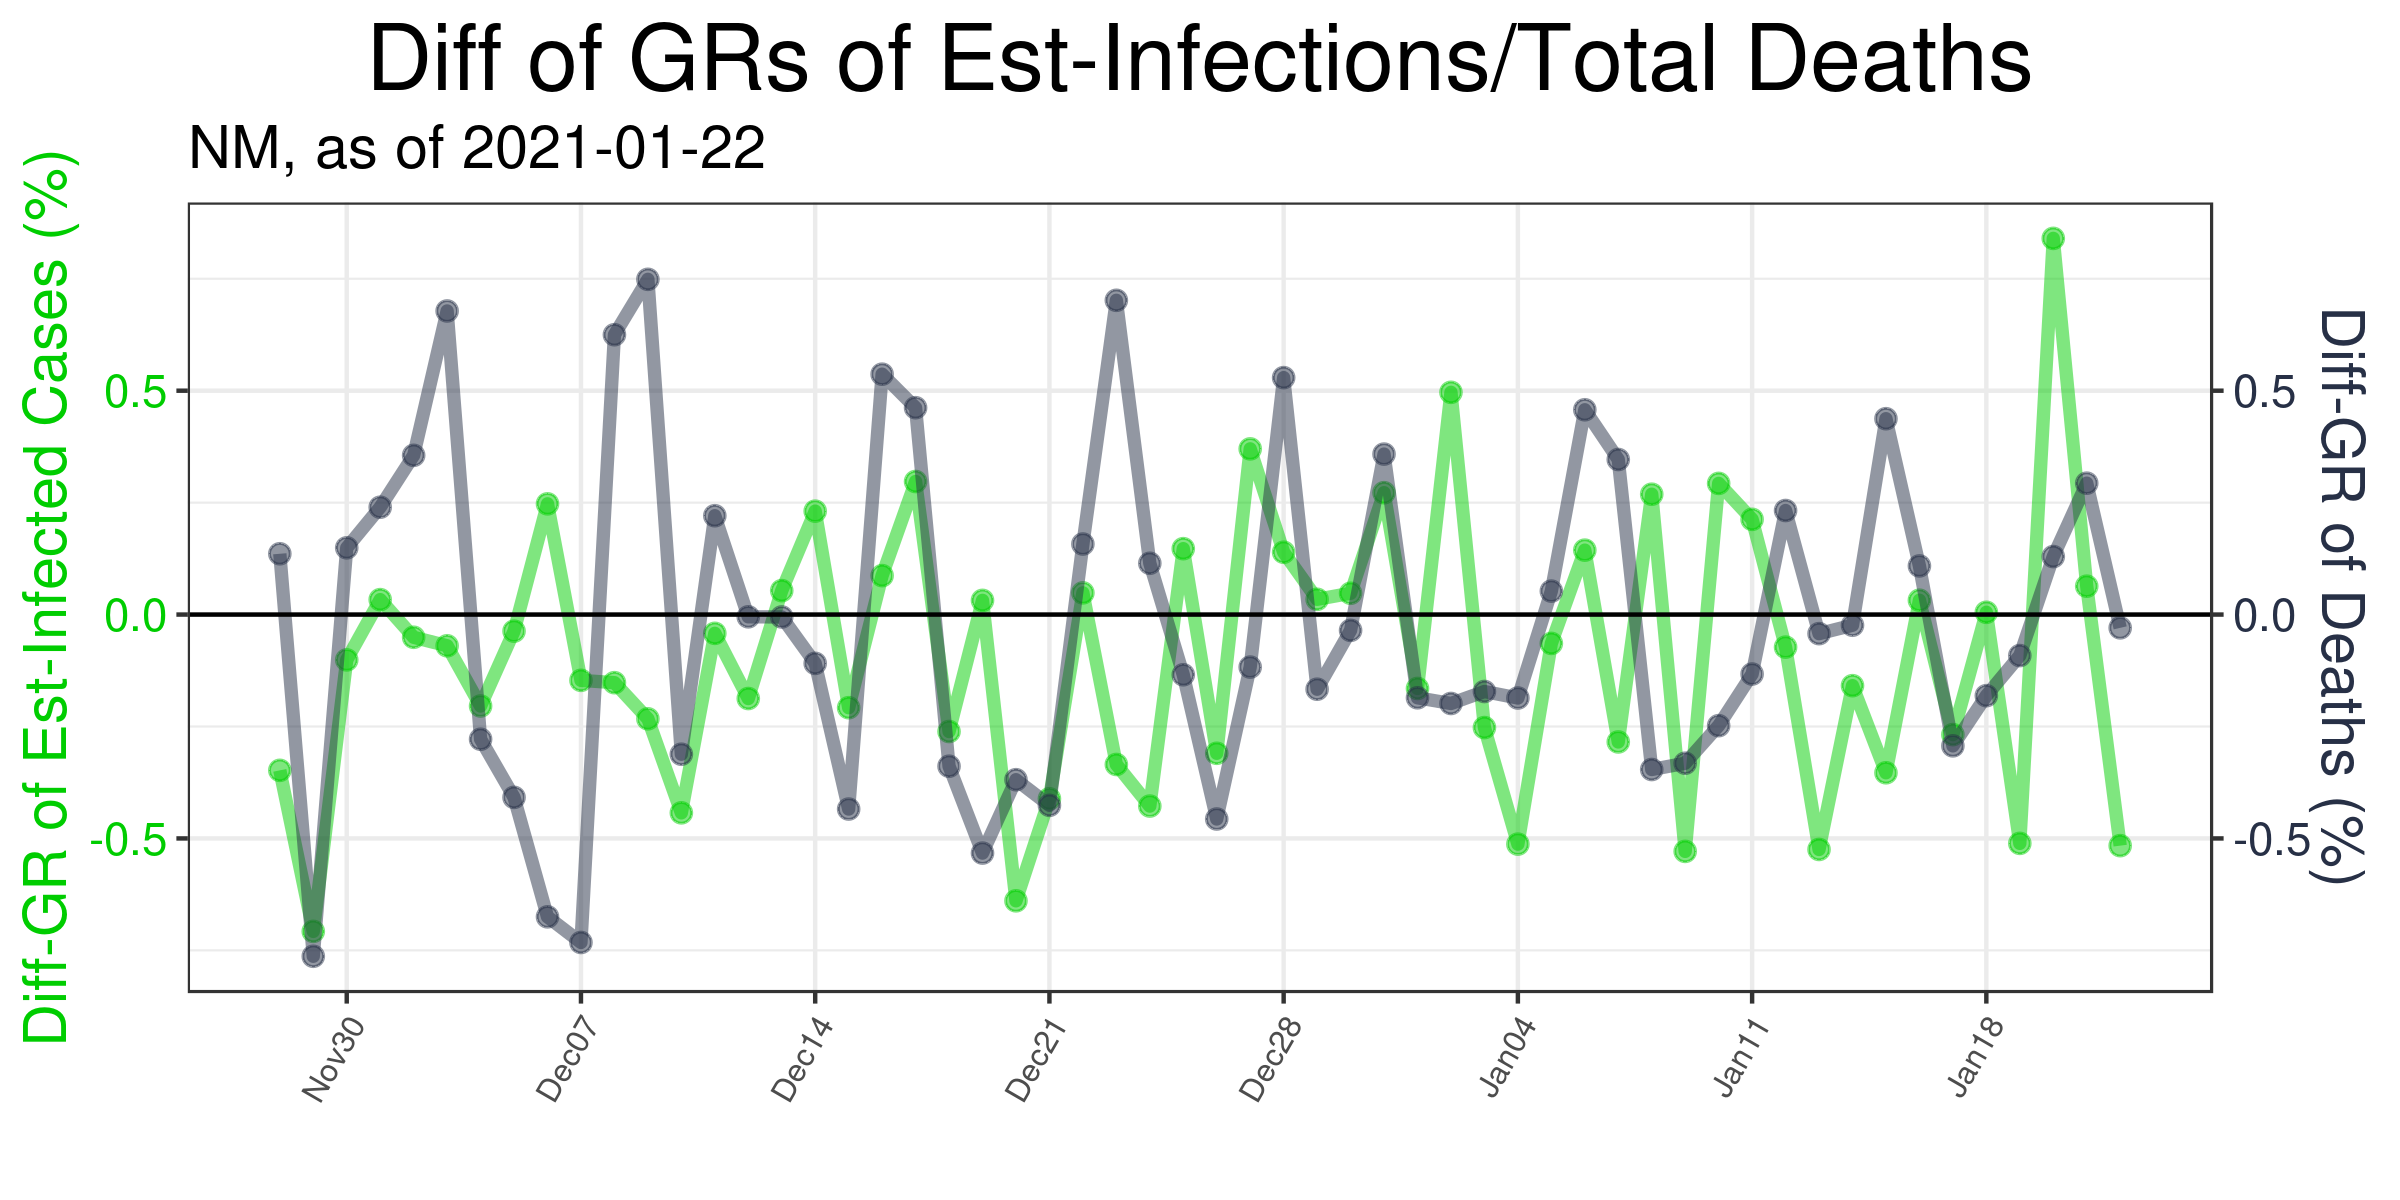 Diff of GRs of Est-Infections/Total Deaths
NM, as of 2021-01-22
Diff-GR of Est-Infected Cases (%)
0.5
0.0
-0.5
0.5
0.0
-0.5
Diff-GR of Deaths (%)
Nov30
Dec07
Dec14
Dec21
Dec28
Jan04
Jan11
Jan18